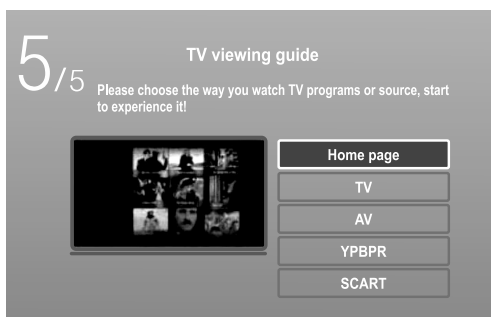 5/5
TV viewing guide
Please choose the way you watch TV programs or source, start
to experience it!
Home page
TV
AV
YPBPR
SCART